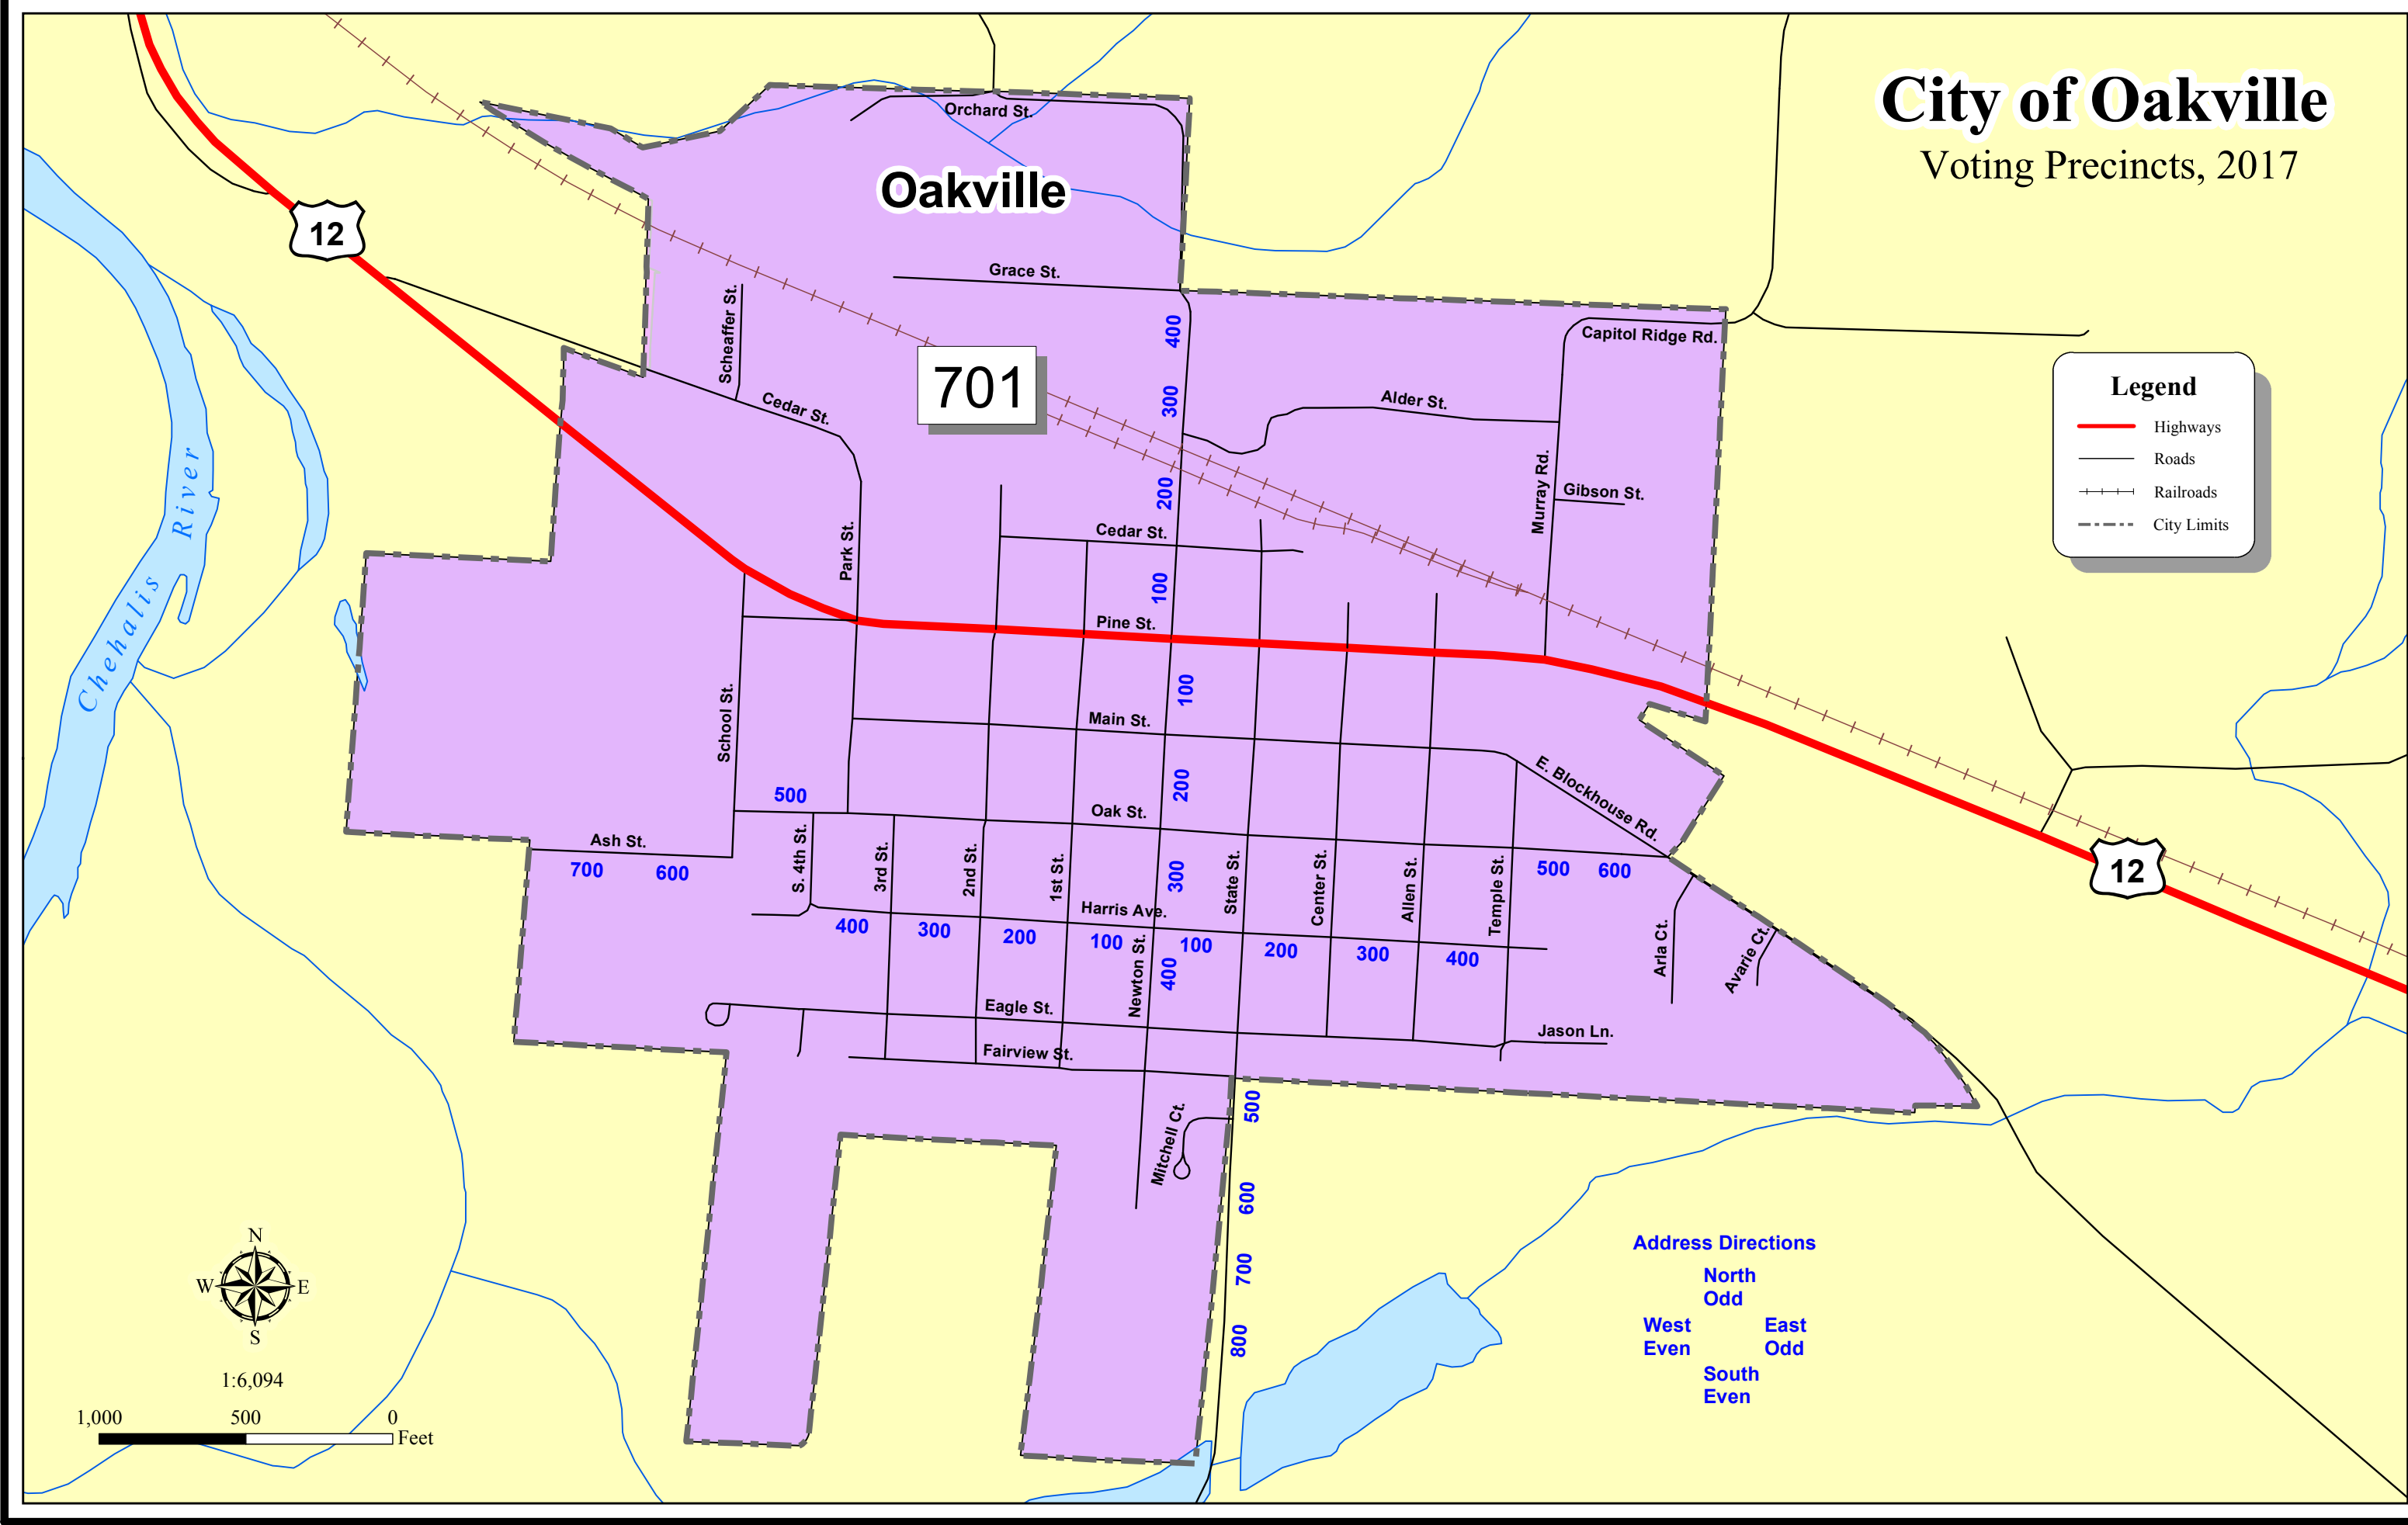 City of Oakville
Voting Precincts, 2017
Orchard St.
Oakville
12
Grace St.
Scheaffer St.
400
Capitol Ridge Rd.
701
300
Cedar St.
Alder St.
Legend
Highways
Roads
Railroads
City Limits
Chehalis River
200
Murray Rd.
Gibson St.
Park St.
Cedar St.
100
Pine St.
School St.
100
Main St.
200
E. Blockhouse Rd.
500
Oak St.
Ash St.
700
600
S. 4th St.
3rd St.
2nd St.
1st St.
300
State St.
Center St.
Allen St.
Temple St.
500
600
12
Harris Ave.
400
300
200
100
Newton St.
400
100
200
300
400
Arla Ct.
Avarie Ct.
Eagle St.
Jason Ln.
Fairview St.
500
Mitchell Ct.
600
700
800
Address Directions
North
Odd
West
Even
East
Odd
South
Even
N
W
E
S
1:6,094
1,000
500
0
Feet